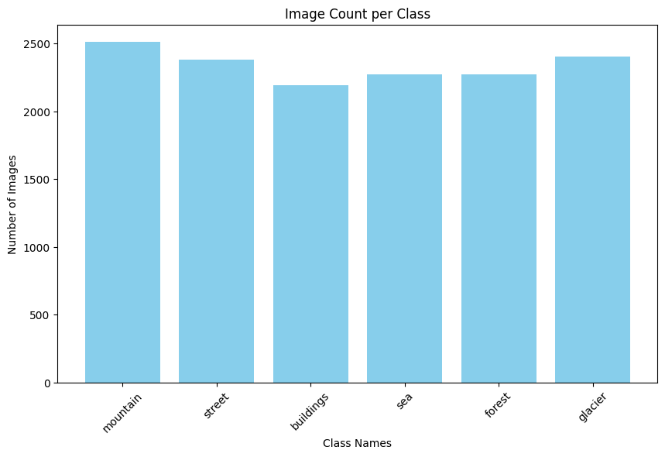 Image Count per Class
Number of Images
2500
2000
1500
1000
500
0
mountain
street
buildings
sea
forest
glacier
Class Names